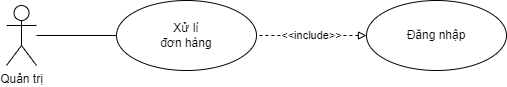 Xử lí
đơn hàng
<<include>>
Đăng nhập
Quản trị